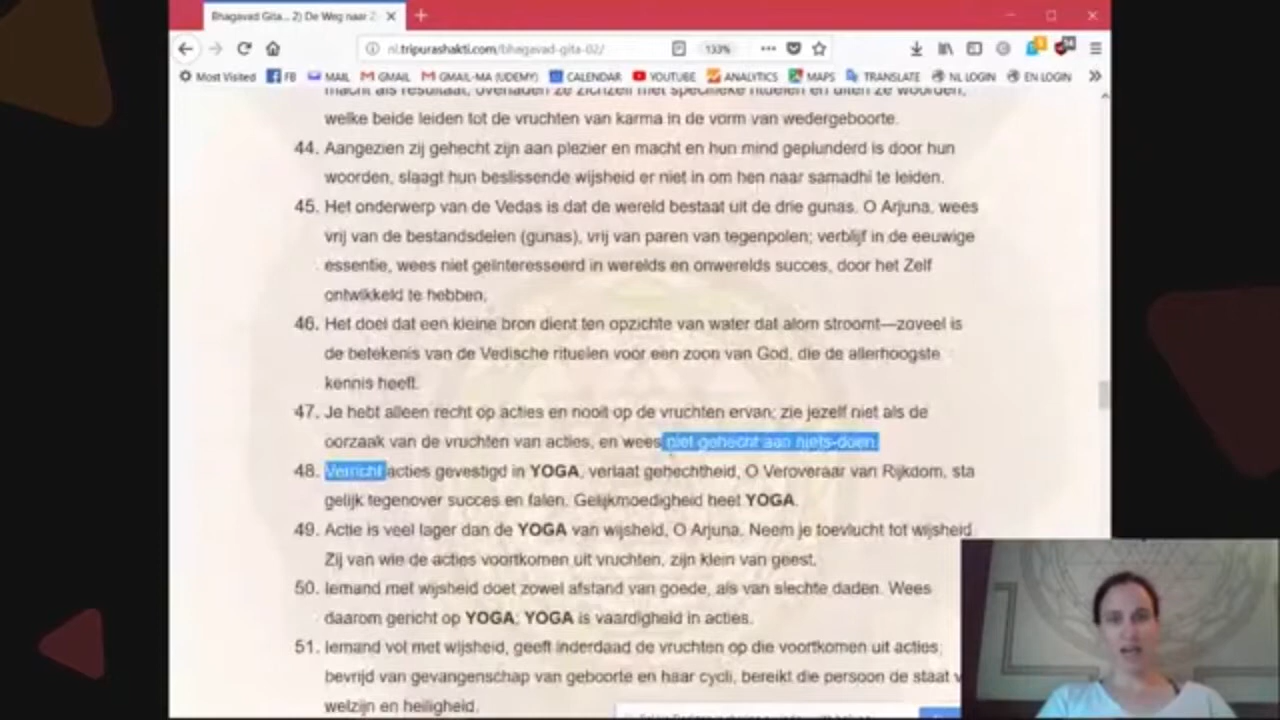 Bhagavad Gita... 2) De Weg naar Z
nl.tripurashakti.com/bhagavad-gita-02/
133%
Most Visited FB MAIL GMAIL GMAIL-MA (UDEMY) CALENDAR YOUTUBE ANALYTICS MAPS TRANSLATE NL LOGIN EN LOGIN
macht als resultaat, overladen ze zichzelf met specifieke rituelen en uiten ze woorden,
welke beide leiden tot de vruchten van karma in de vorm van wedergeboorte.
44. Aangezien zij gehecht zijn aan plezier en macht en hun mind geplunderd is door hun
woorden, slaagt hun beslissende wijsheid er niet in om hen naar samadhi te leiden.
45. Het onderwerp van de Vedas is dat de wereld bestaat uit de drie gunas. O Arjuna, wees
vrij van de bestandsdelen (gunas), vrij van paren van tegenpolen; verblijf in de eeuwige
essentie, wees niet geïnteresseerd in werelds en onwerelds succes, door het Zelf
ontwikkeld te hebben.
46. Het doel dat een kleine bron dient ten opzichte van water dat alom stroomt—zoveel is
de betekenis van de Vedische rituelen voor een zoon van God, die de allerhoogste
kennis heeft.
47. Je hebt alleen recht op acties en nooit op de vruchten ervan; zie jezelf niet als de
oorzaak van de vruchten van acties, en wees niet gehecht aan niets-doen.
48. Verricht acties gevestigd in YOGA, verlaat gehechtheid, O Veroveraar van Rijkdom, sta
gelijk tegenover succes en falen. Gelijkmoedigheid heet YOGA.
49. Actie is veel lager dan de YOGA van wijsheid, O Arjuna. Neem je toevlucht tot wijsheid
Zij van wie de acties voortkomen uit vruchten, zijn klein van geest.
50. Iemand met wijsheid doet zowel afstand van goede, als van slechte daden. Wees
daarom gericht op YOGA; YOGA is vaardigheid in acties.
51. Iemand vol met wijsheid, geeft inderdaad de vruchten op die voortkomen uit acties;
bevrijd van gevangenschap van geboorte en haar cycli, bereikt die persoon de staat v
welzijn en heiligheid.